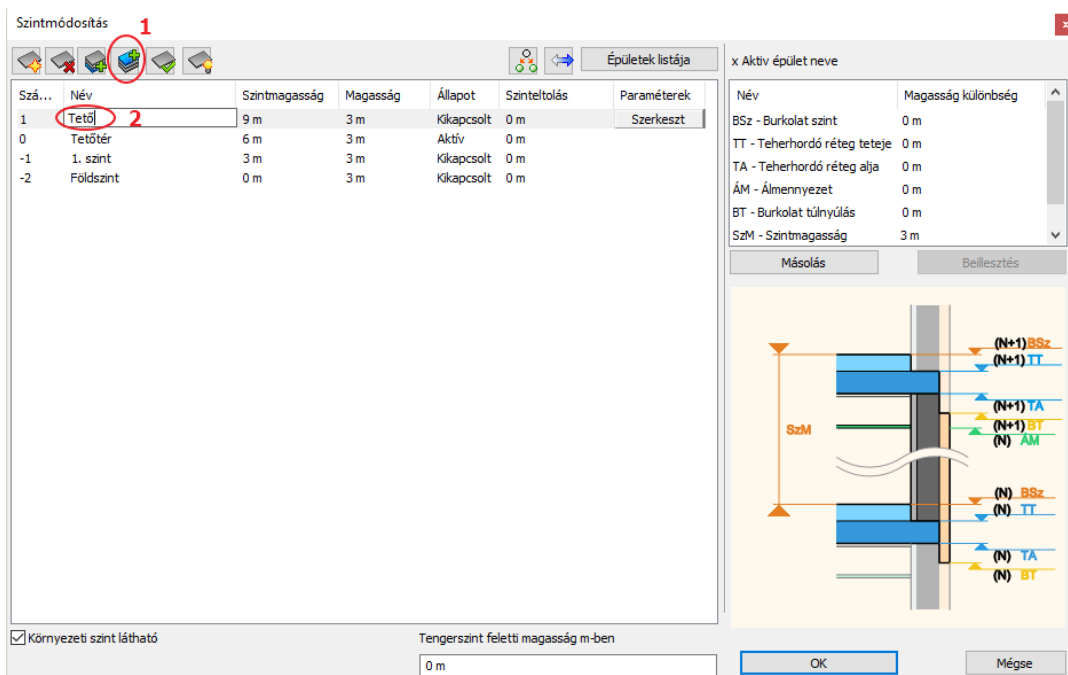 Szintmódosítás
1
Épületek listája
x Aktiv épület neve
Szá... Név Szintmagasság Magasság Állapot Szinteltolás Paraméterek
1 Tető 2 9 m 3 m Kikapcsolt 0 m Szerkeszt
0 Tetőtér 6 m 3 m Aktív 0 m
-1 1. szint 3 m 3 m Kikapcsolt 0 m
-2 Földszint 0 m 3 m Kikapcsolt 0 m
Név Magasság különbség
BSz - Burkolat szint 0 m
TT - Teherhordó réteg teteje 0 m
TA - Teherhordó réteg alja 0 m
ÁM - Álmennyezet 0 m
BT - Burkolat túlnyúlás 0 m
SzM - Szintmagasság 3 m
Másolás Beillesztés
(N+1) BSz
(N+1) TT
(N+1) TA
(N+1) BT
SzM
(N) ÁM
(N) BSz
(N) TT
(N) TA
(N) BT
Környezeti szint látható
Tengerszint feletti magasság m-ben
0 m
OK Mégse